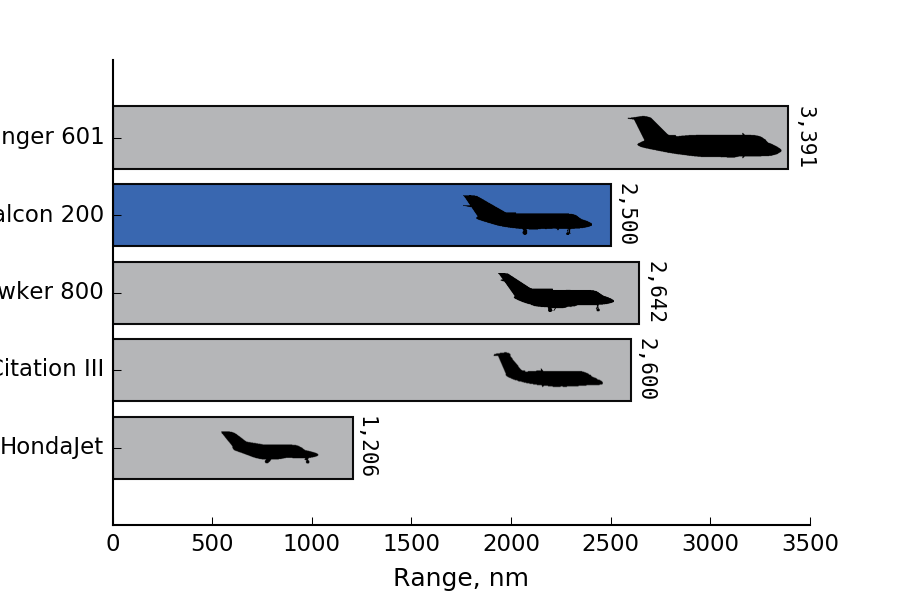 nger 601
3,391
alcon 200
2,500
wker 800
2,642
Citation III
2,600
HondaJet
1,206
0 500 1000 1500 2000 2500 3000 3500
Range, nm